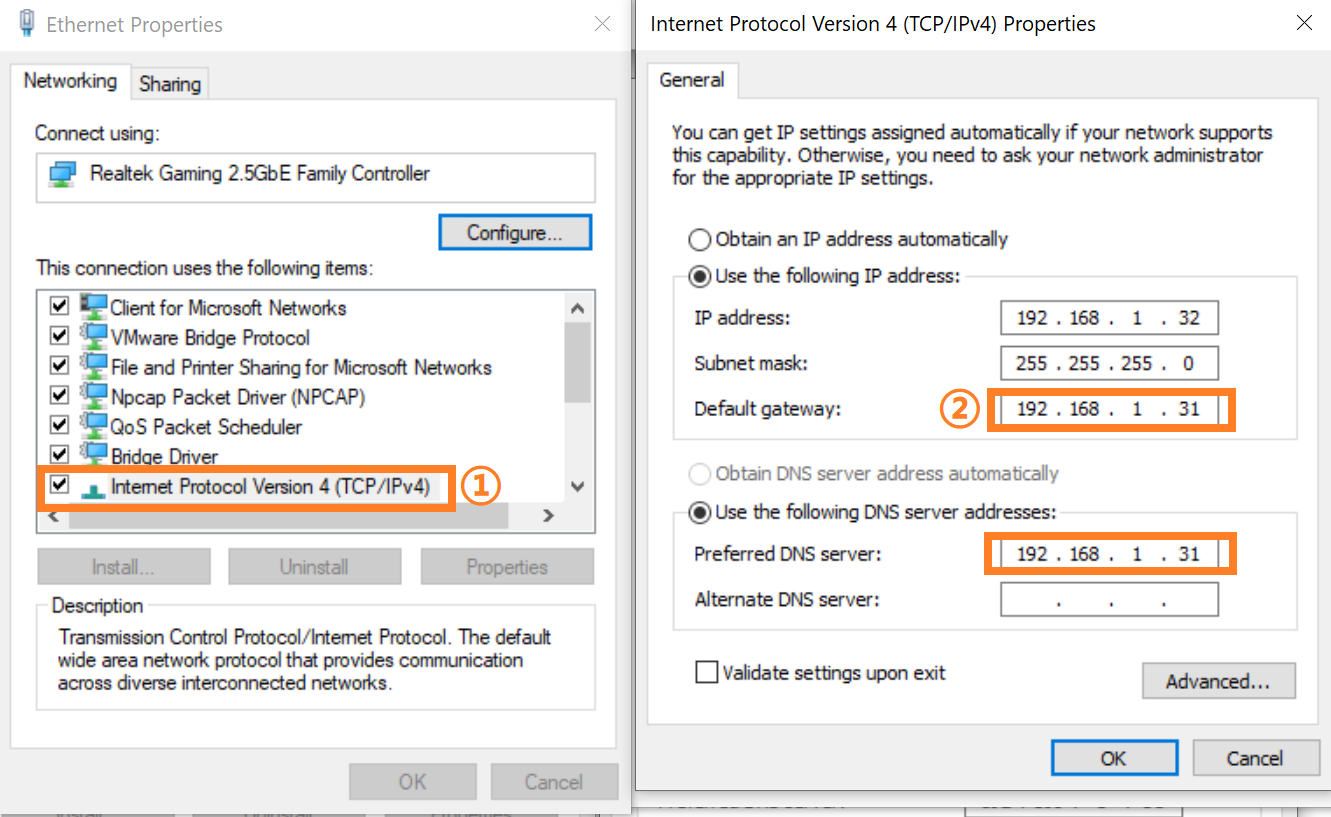 Ethernet Properties
Networking
Sharing
Connect using:
Realtek Gaming 2.5GbE Family Controller
Configure...
This connection uses the following items:
Client for Microsoft Networks
VMware Bridge Protocol
File and Printer Sharing for Microsoft Networks
Npcap Packet Driver (NPCAP)
QoS Packet Scheduler
Bridge Driver
Internet Protocol Version 4 (TCP/IPv4)
①
Install...
Uninstall
Properties
Description
Transmission Control Protocol/Internet Protocol. The default
wide area network protocol that provides communication
across diverse interconnected networks.
OK
Cancel
Internet Protocol Version 4 (TCP/IPv4) Properties
General
You can get IP settings assigned automatically if your network supports
this capability. Otherwise, you need to ask your network administrator
for the appropriate IP settings.
Obtain an IP address automatically
Use the following IP address:
IP address: 192 . 168 . 1 . 32
Subnet mask: 255 . 255 . 255 . 0
Default gateway: ② 192 . 168 . 1 . 31
Obtain DNS server address automatically
Use the following DNS server addresses:
Preferred DNS server: 192 . 168 . 1 . 31
Alternate DNS server: . . .
Validate settings upon exit
Advanced...
OK
Cancel